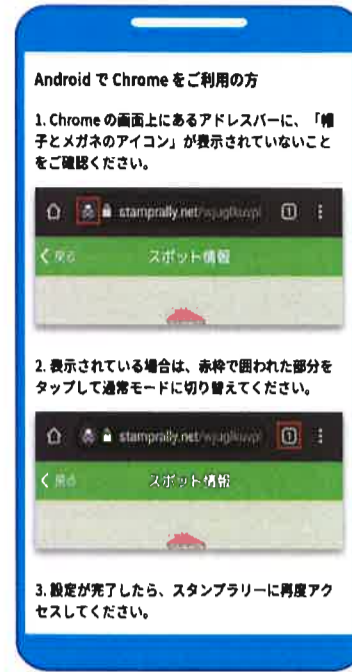 Android で Chrome をご利用の方
1. Chrome の画面上にあるアドレスバーに、「帽
子とメガネのアイコン」が表示されていないこと
をご確認ください。
1
stamprally.net
戻る
スポット情報
2. 表示されている場合は、赤枠で囲われた部分を
タップして通常モードに切り替えてください。
stamprally.net
1
戻る
スポット情報
3. 設定が完了したら、スタンプラリーに再度アク
セスしてください。